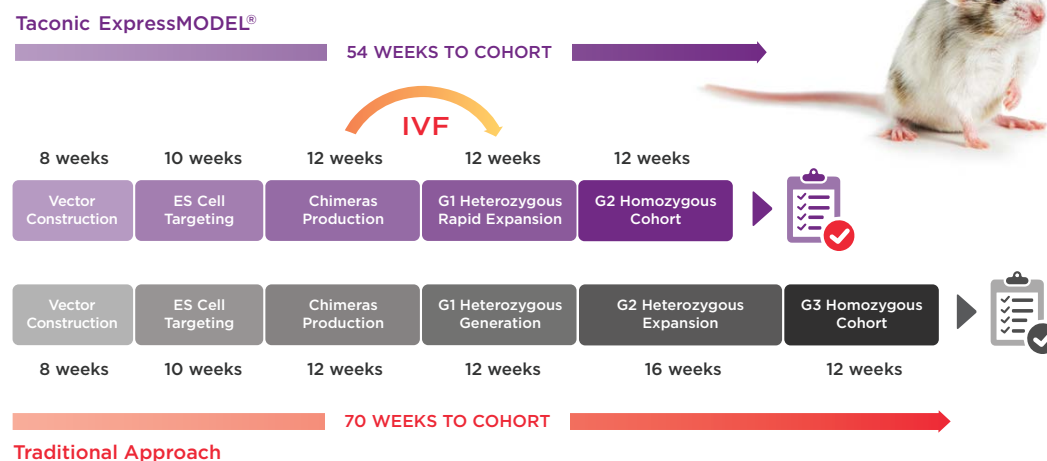 Taconic ExpressMODEL®
54 WEEKS TO COHORT
IVF
8 weeks
10 weeks
12 weeks
12 weeks
12 weeks
Vector
Construction
ES Cell
Targeting
Chimeras
Production
G1 Heterozygous
Rapid Expansion
G2 Homozygous
Cohort
Vector
Construction
ES Cell
Targeting
Chimeras
Production
G1 Heterozygous
Generation
G2 Heterozygous
Expansion
G3 Homozygous
Cohort
8 weeks
10 weeks
12 weeks
12 weeks
16 weeks
12 weeks
70 WEEKS TO COHORT
Traditional Approach